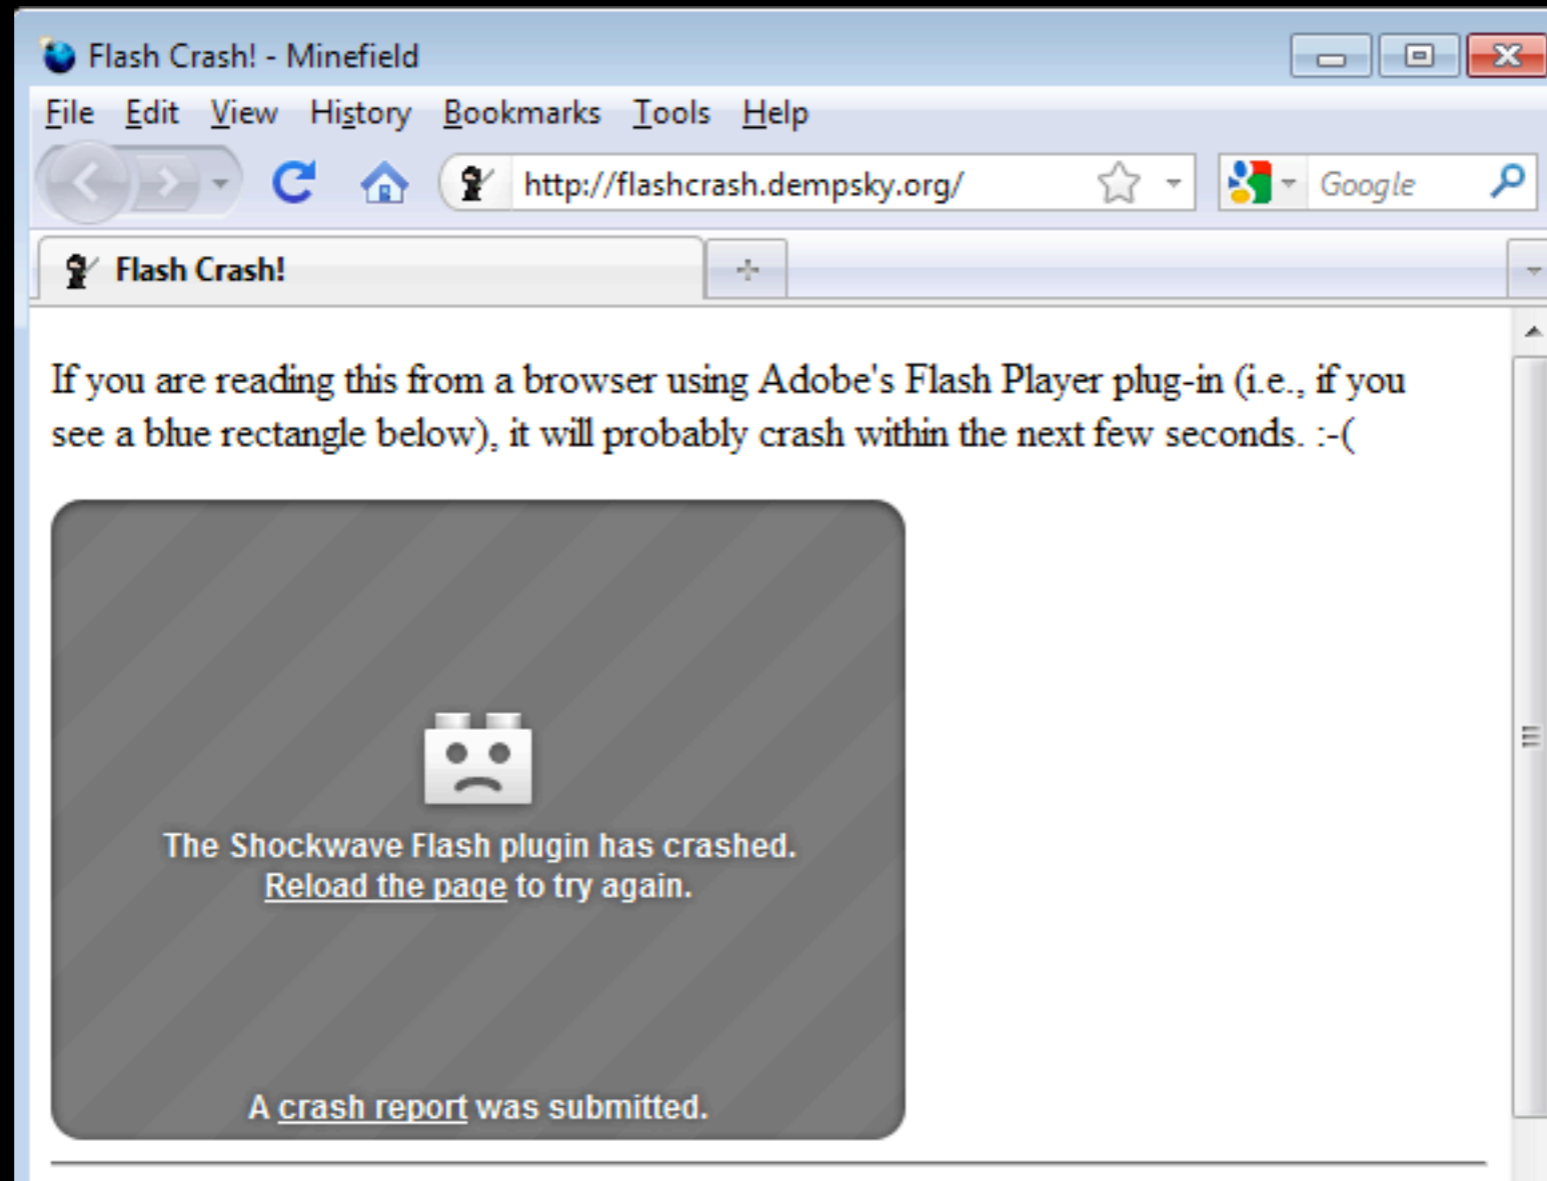 Flash Crash! - Minefield
File Edit View History Bookmarks Tools Help
http://flashcrash.dempsky.org/ Google
Flash Crash!
If you are reading this from a browser using Adobe's Flash Player plug-in (i.e., if you
see a blue rectangle below), it will probably crash within the next few seconds. :-(
The Shockwave Flash plugin has crashed.
Reload the page to try again.
A crash report was submitted.